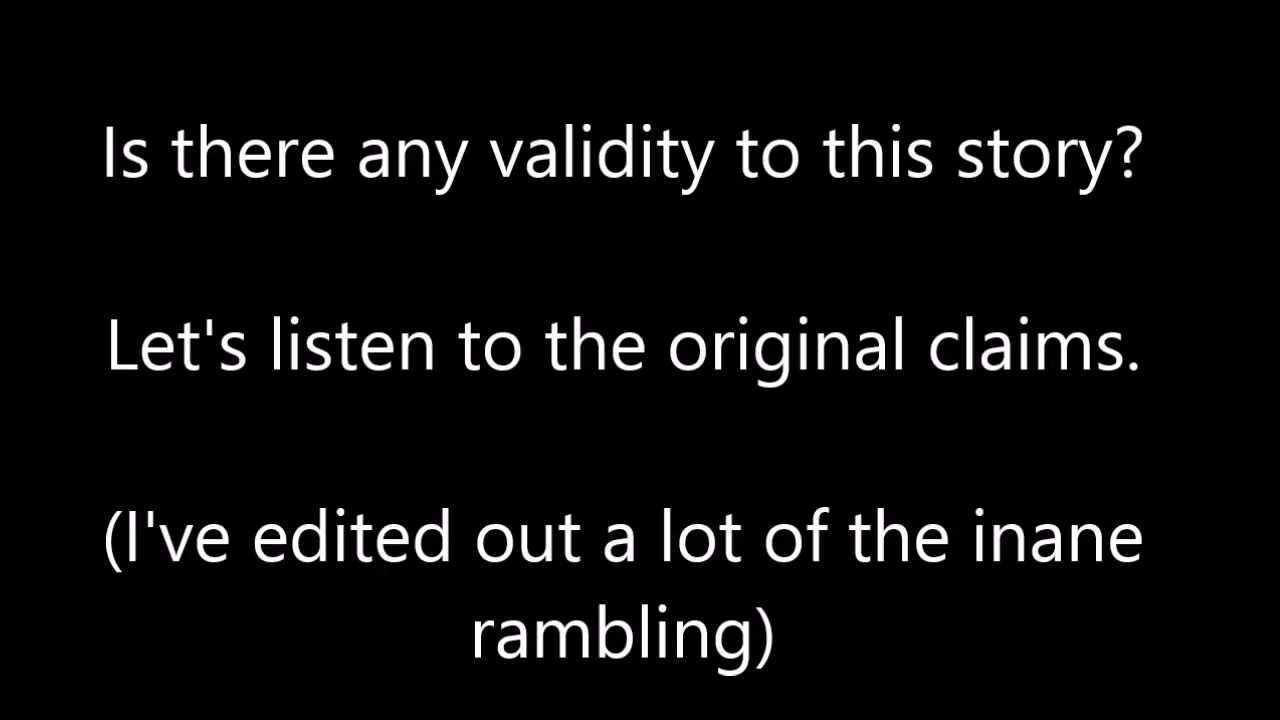 Is there any validity to this story?
Let's listen to the original claims.
(I've edited out a lot of the inane
rambling)